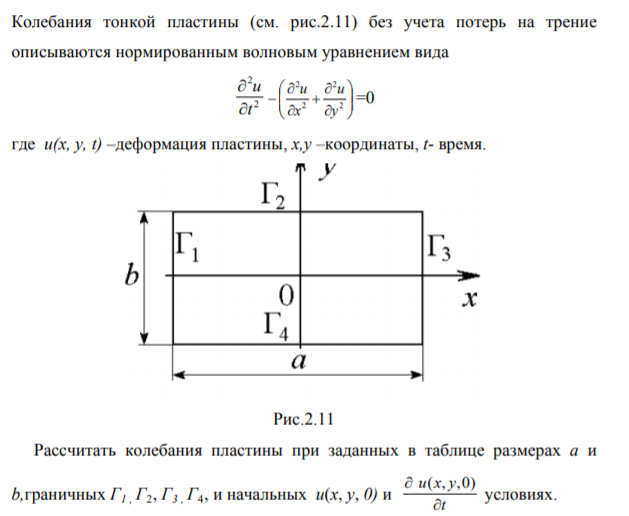 Колебания тонкой пластины (см. рис.2.11) без учета потерь на трение
описываются нормированным волновым уравнением вида
∂²u/∂t² − (∂²u/∂x² + ∂²u/∂y²) =0
где u(x, y, t) –деформация пластины, x,y –координаты, t- время.
y
Γ₂
Γ₁
Γ₃
b
0
x
Γ₄
a
Рис.2.11
Рассчитать колебания пластины при заданных в таблице размерах a и
b,граничных Γ₁, Γ₂, Γ₃, Γ₄, и начальных u(x, y, 0) и ∂ u(x,y,0)/∂t условиях.